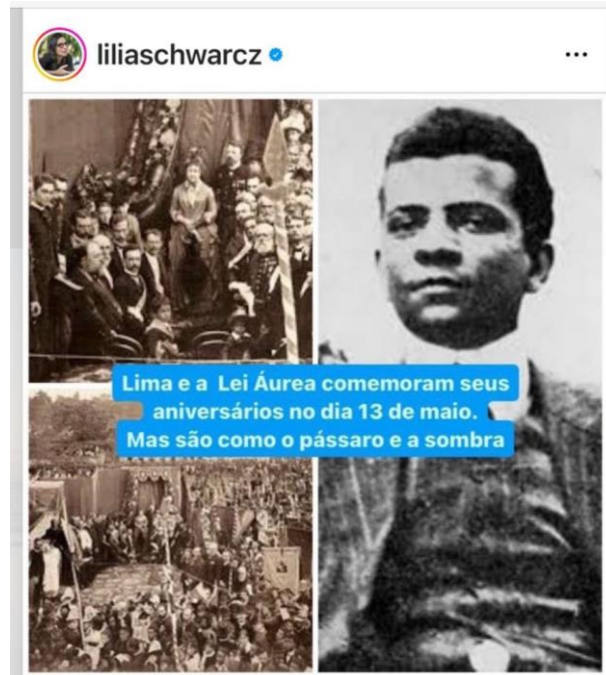 liliaschwarcz
Lima e a Lei Áurea comemoram seus
aniversários no dia 13 de maio.
Mas são como o pássaro e a sombra